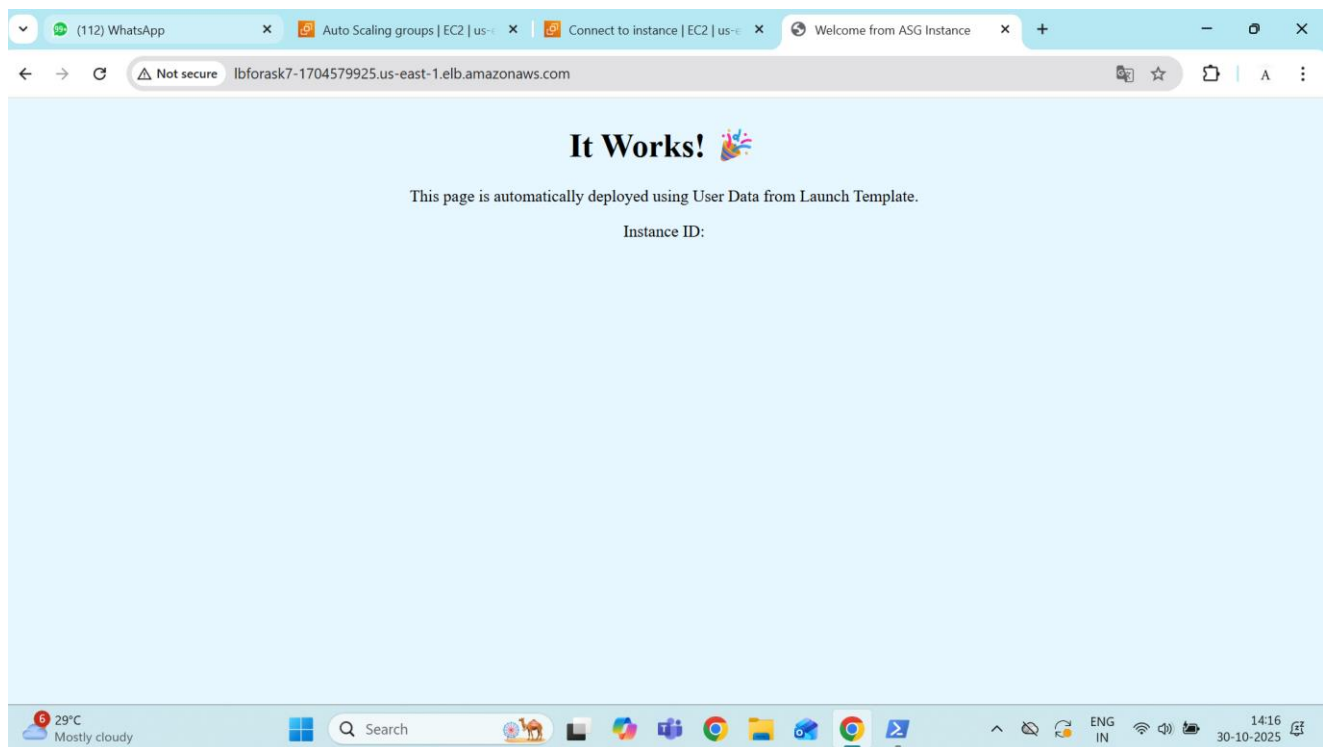 99+ (112) WhatsApp
Auto Scaling groups | EC2 | us-e
Connect to instance | EC2 | us-e
Welcome from ASG Instance
Not secure lbforask7-1704579925.us-east-1.elb.amazonaws.com
A
It Works! 🎉
This page is automatically deployed using User Data from Launch Template.
Instance ID:
6
29°C
Mostly cloudy
Search
ENG
IN
14:16
30-10-2025